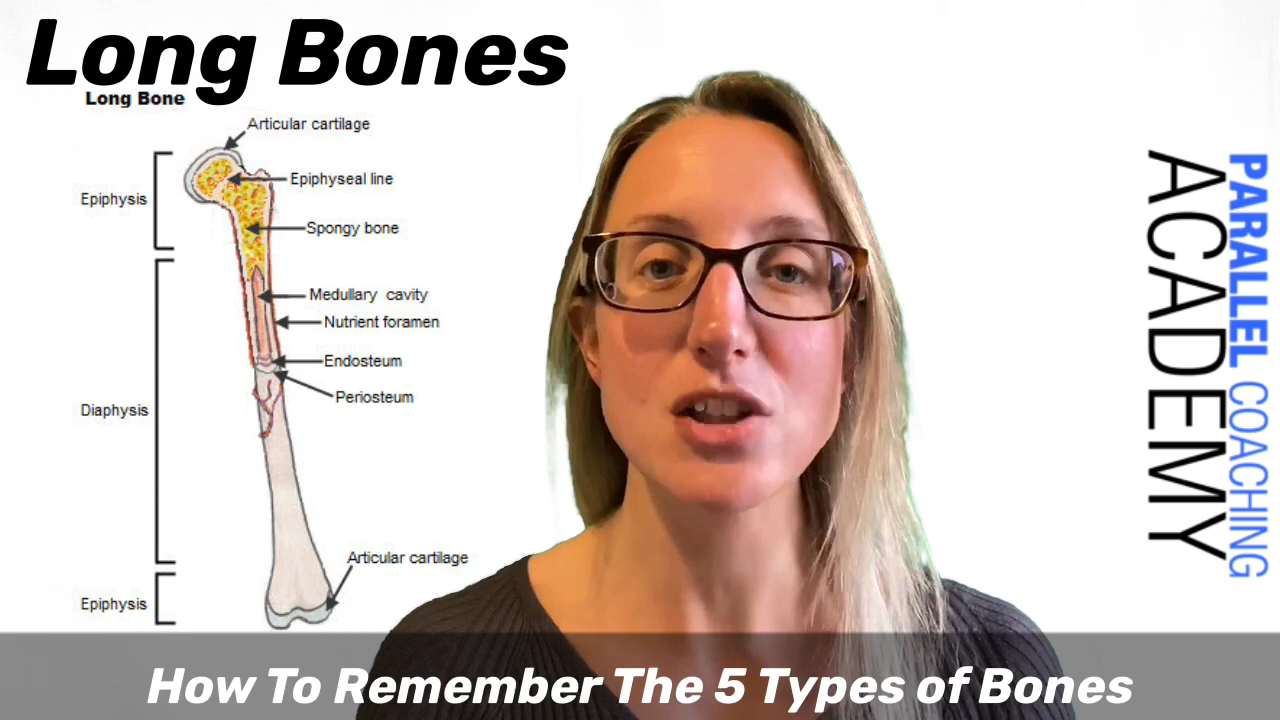 Long Bones
Long Bone
Articular cartilage
Epiphyseal line
Epiphysis
Spongy bone
Medullary cavity
Nutrient foramen
Endosteum
Periosteum
Diaphysis
Articular cartilage
Epiphysis
PARALLEL COACHING
ACADEMY
How To Remember The 5 Types of Bones